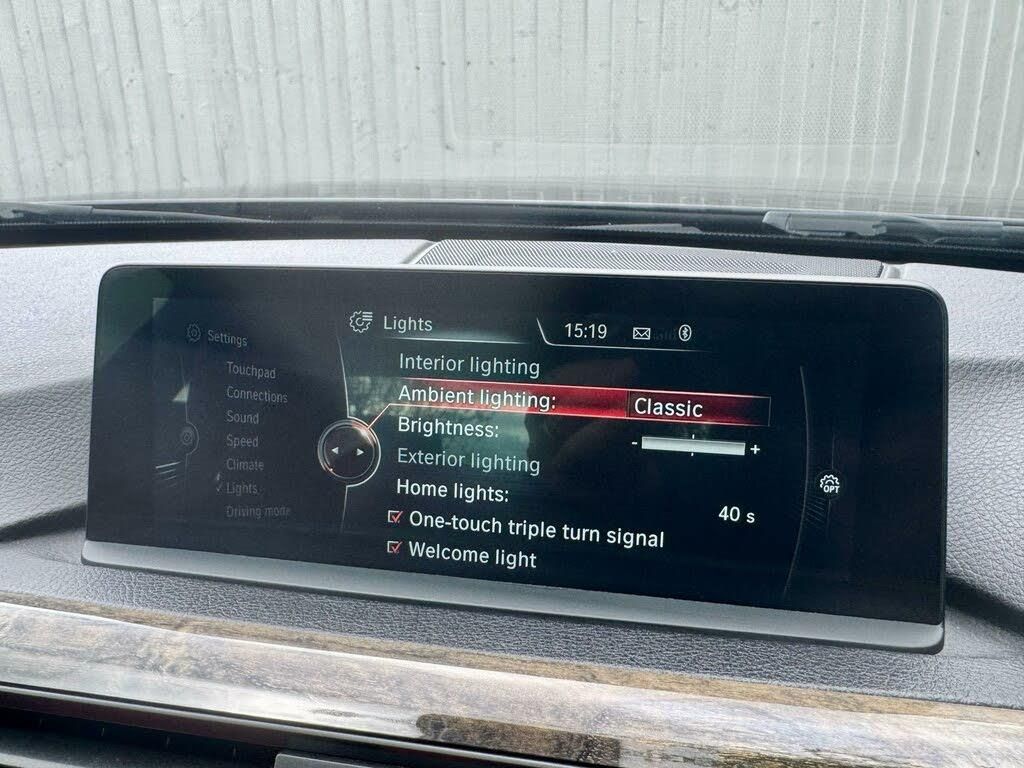 Settings
Touchpad
Connections
Sound
Speed
Climate
Lights
Driving mode
Lights
15:19
Interior lighting
Ambient lighting: Classic
Brightness: - +
Exterior lighting
Home lights: 40 s
One-touch triple turn signal
Welcome light
OPT